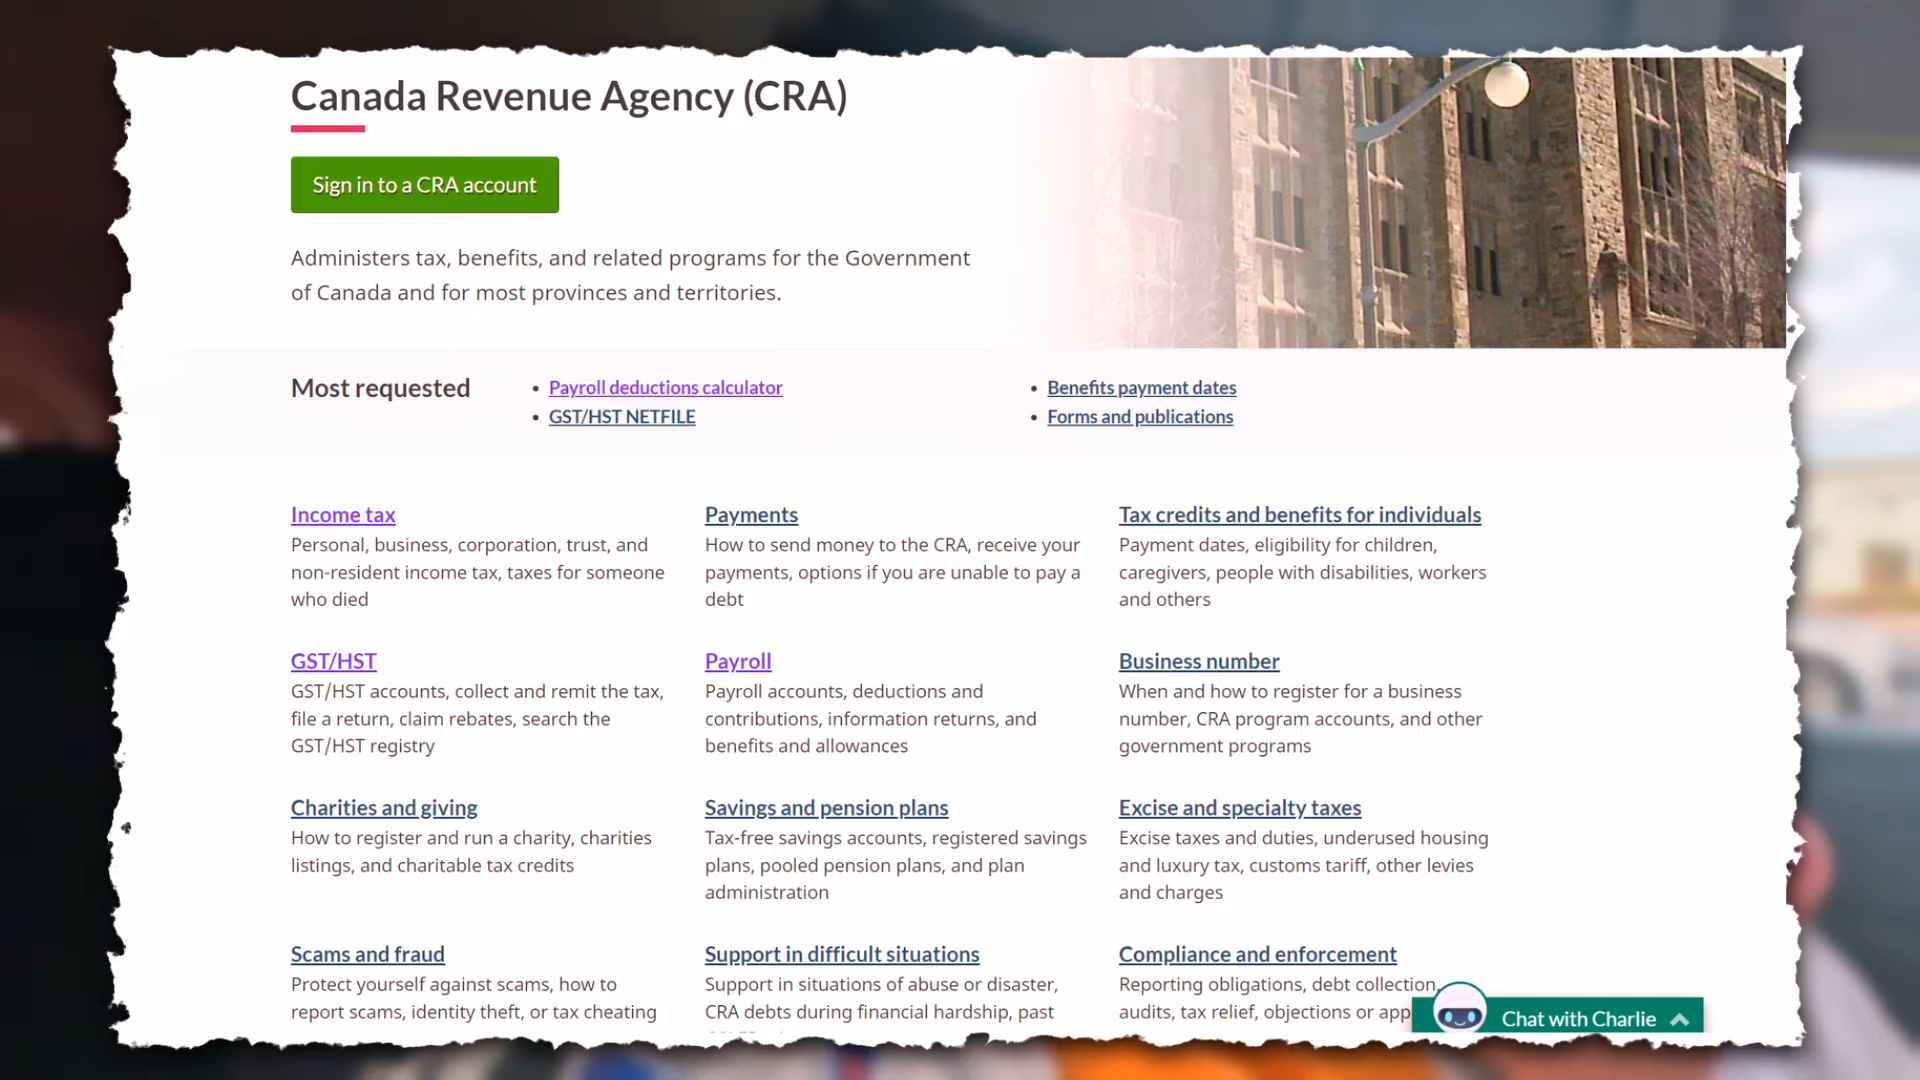 Canada Revenue Agency (CRA)
Sign in to a CRA account
Administers tax, benefits, and related programs for the Government
of Canada and for most provinces and territories.
Most requested
Payroll deductions calculator
GST/HST NETFILE
Benefits payment dates
Forms and publications
Income tax
Personal, business, corporation, trust, and
non-resident income tax, taxes for someone
who died
Payments
How to send money to the CRA, receive your
payments, options if you are unable to pay a
debt
Tax credits and benefits for individuals
Payment dates, eligibility for children,
caregivers, people with disabilities, workers
and others
GST/HST
GST/HST accounts, collect and remit the tax,
file a return, claim rebates, search the
GST/HST registry
Payroll
Payroll accounts, deductions and
contributions, information returns, and
benefits and allowances
Business number
When and how to register for a business
number, CRA program accounts, and other
government programs
Charities and giving
How to register and run a charity, charities
listings, and charitable tax credits
Savings and pension plans
Tax-free savings accounts, registered savings
plans, pooled pension plans, and plan
administration
Excise and specialty taxes
Excise taxes and duties, underused housing
and luxury tax, customs tariff, other levies
and charges
Scams and fraud
Protect yourself against scams, how to
report scams, identity theft, or tax cheating
Support in difficult situations
Support in situations of abuse or disaster,
CRA debts during financial hardship, past
Compliance and enforcement
Reporting obligations, debt collection,
audits, tax relief, objections or app
Chat with Charlie